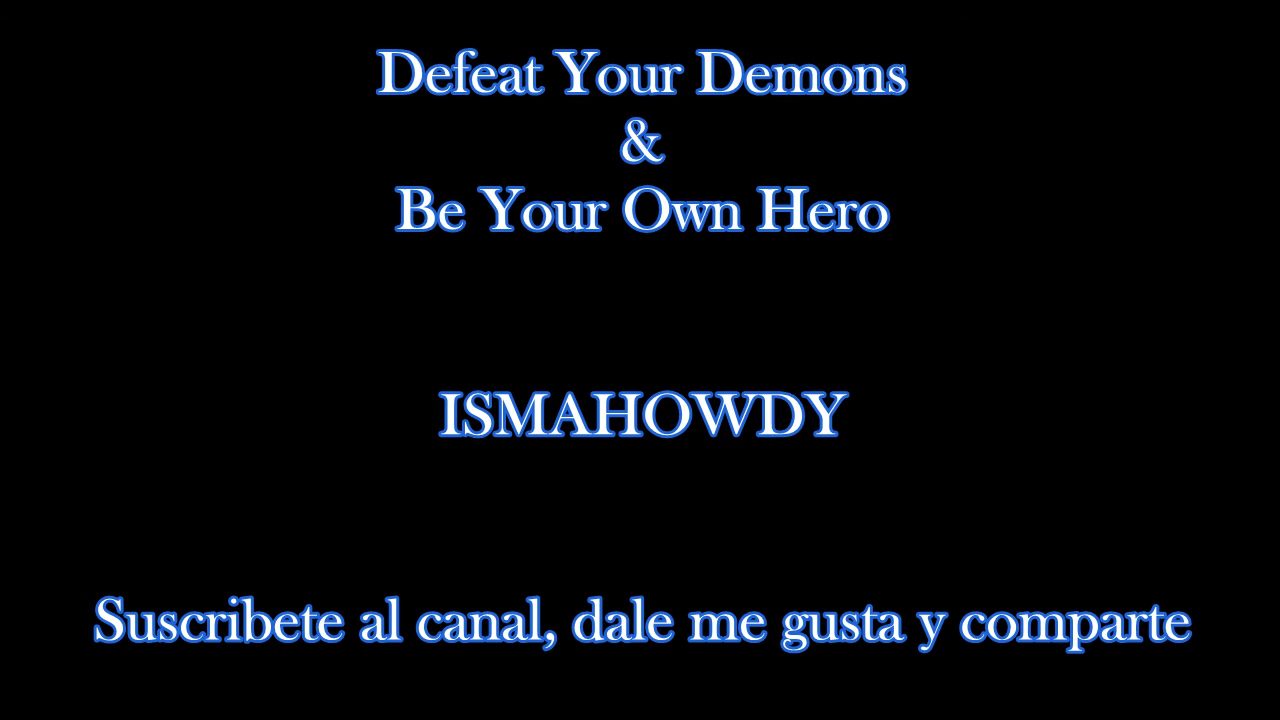 Defeat Your Demons
&
Be Your Own Hero
ISMAHOWDY
Suscribete al canal, dale me gusta y comparte